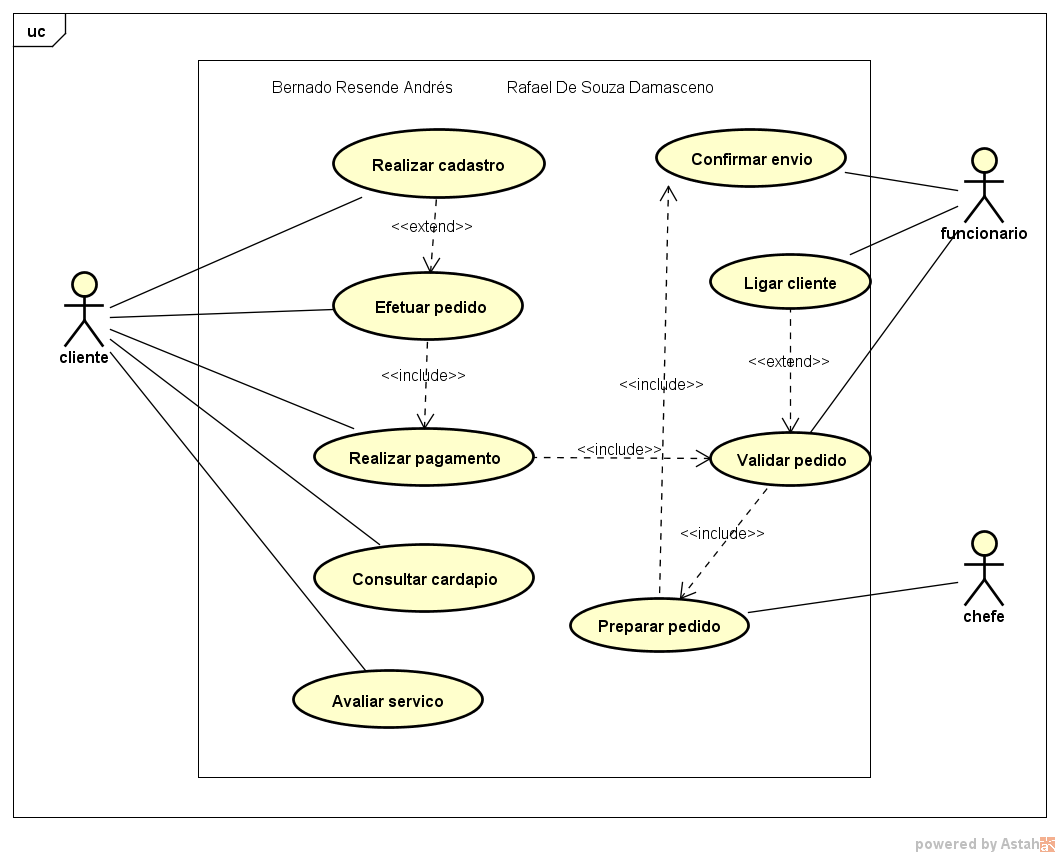 uc
Bernado Resende Andrés
Rafael De Souza Damasceno
Realizar cadastro
Confirmar envio
<<extend>>
funcionario
Ligar cliente
Efetuar pedido
cliente
<<extend>>
<<include>>
<<include>>
<<include>>
Realizar pagamento
Validar pedido
<<include>>
Consultar cardapio
Preparar pedido
chefe
Avaliar servico
powered by Astah